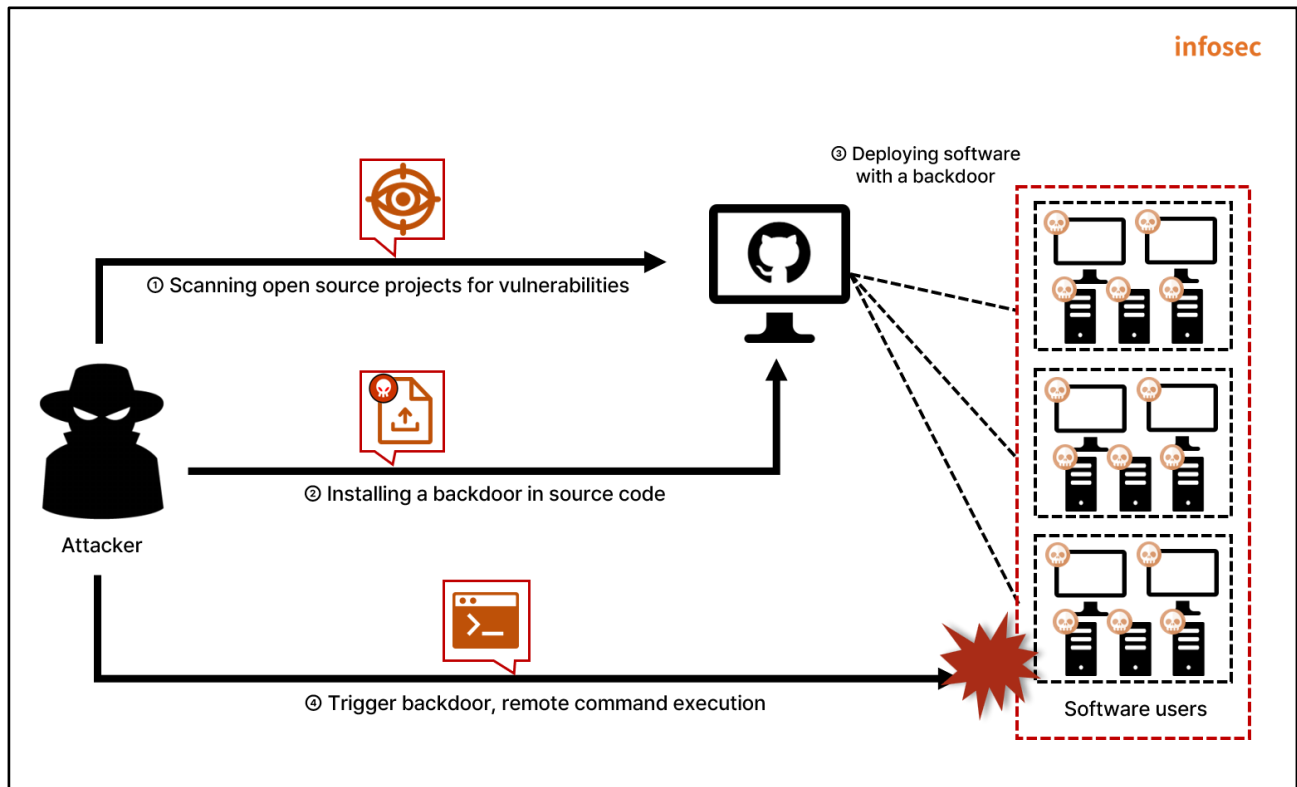 infosec
③ Deploying software
with a backdoor
① Scanning open source projects for vulnerabilities
② Installing a backdoor in source code
Attacker
④ Trigger backdoor, remote command execution
Software users